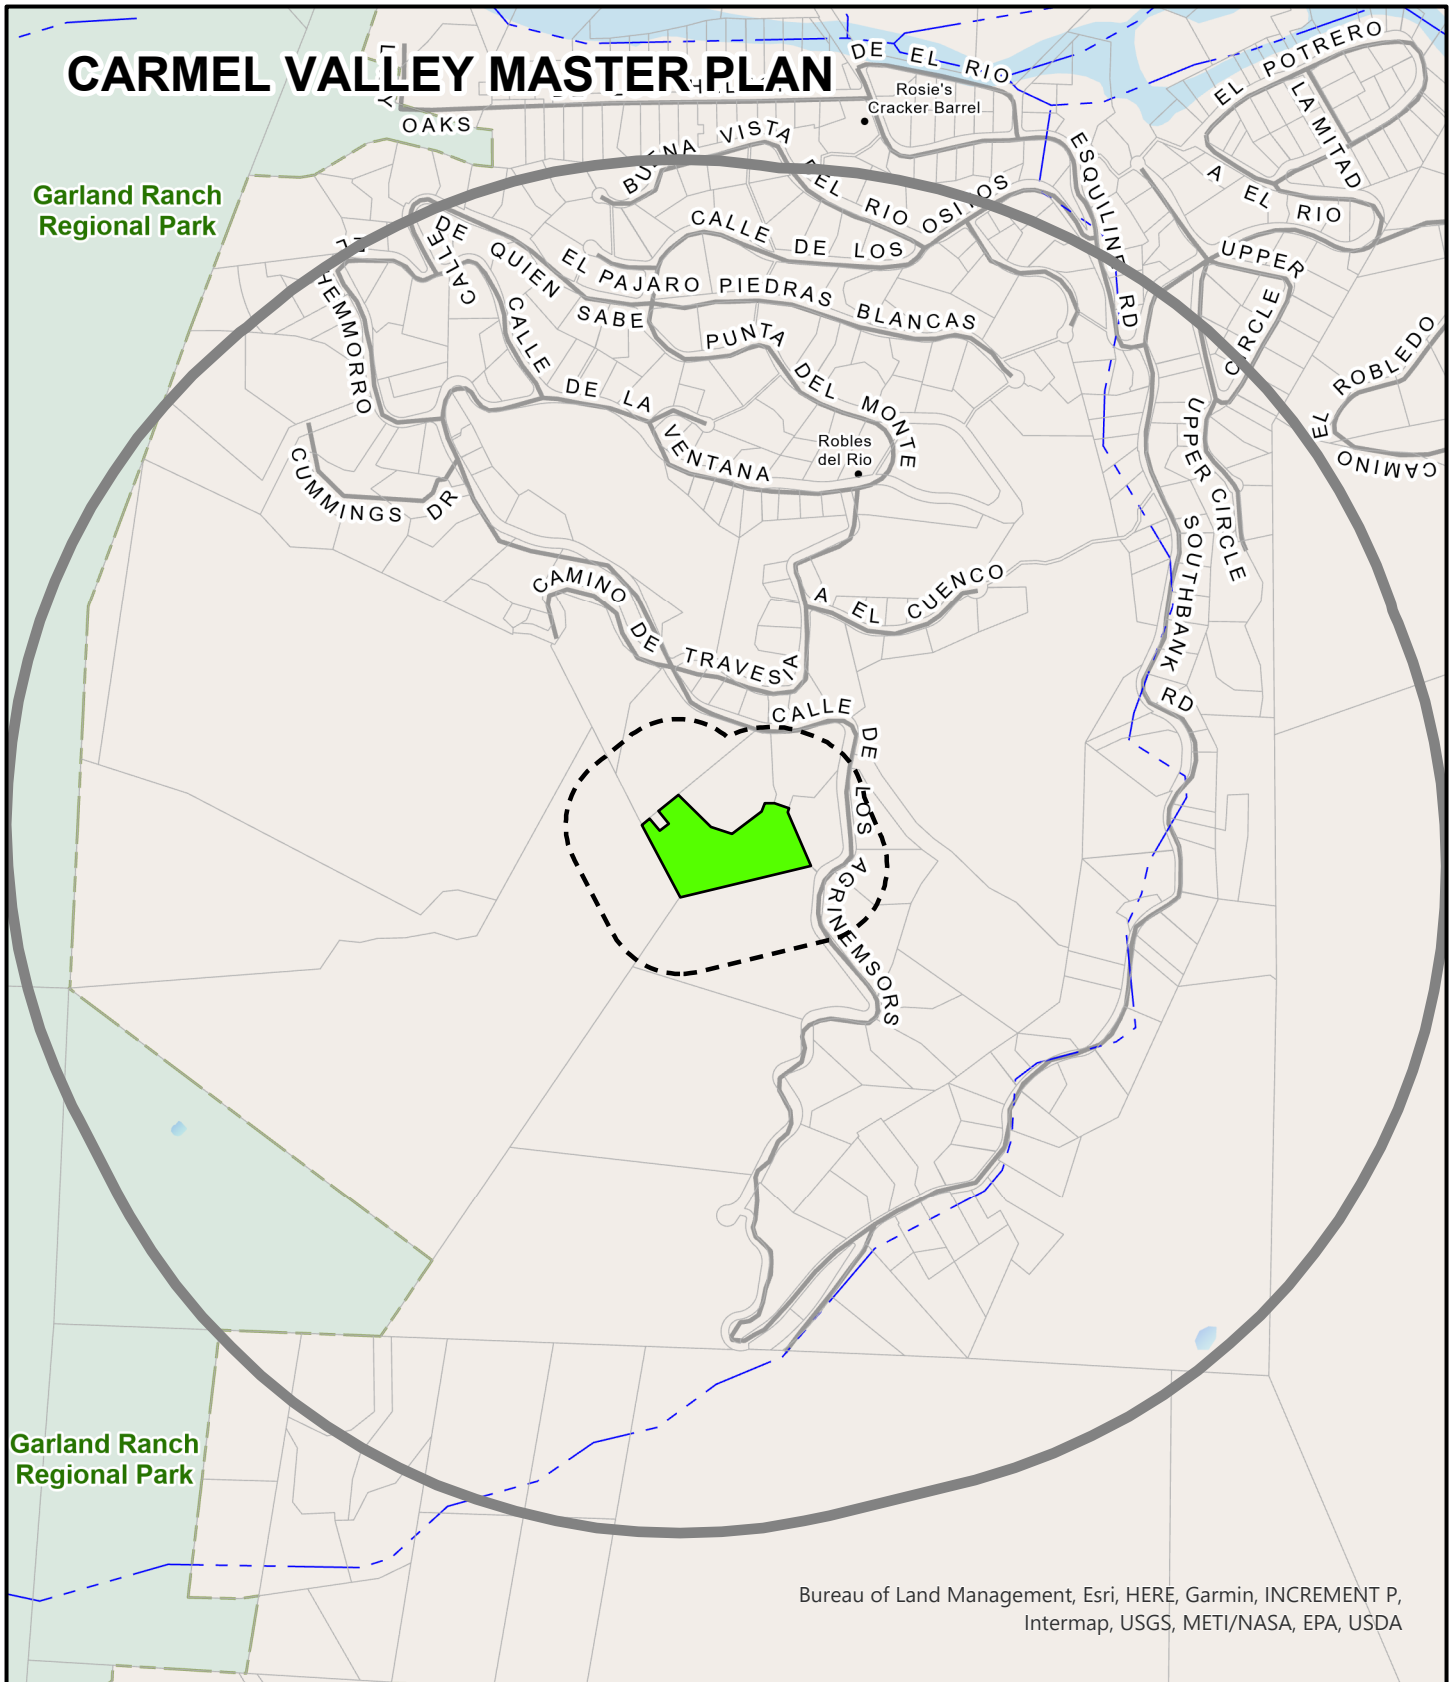 CARMEL VALLEY MASTER PLAN
DE EL RIO
EL POTRERO
LA MITAD
Rosie's
Cracker Barrel
OAKS
BUENA VISTA
DEL RIO
ESQUILINE RD
A EL RIO
Garland Ranch
Regional Park
CALLE DE LOS OSITOS
UPPER
CIRCLE
CALLE
DE QUIEN
SABE
EL PAJARO
PIEDRAS BLANCAS
CHEMMORRO
CALLE
DE LA
VENTANA
PUNTA
DEL MONTE
EL ROBLEDO
EL CAMINO
UPPER CIRCLE
Robles
del Rio
CUMMINGS DR
SOUTHBANK RD
CAMINO
DE TRAVESIA
A EL CUENCO
CALLE
DE LOS
AGRINEMSORS
Garland Ranch
Regional Park
Bureau of Land Management, Esri, HERE, Garmin, INCREMENT P,
Intermap, USGS, METI/NASA, EPA, USDA